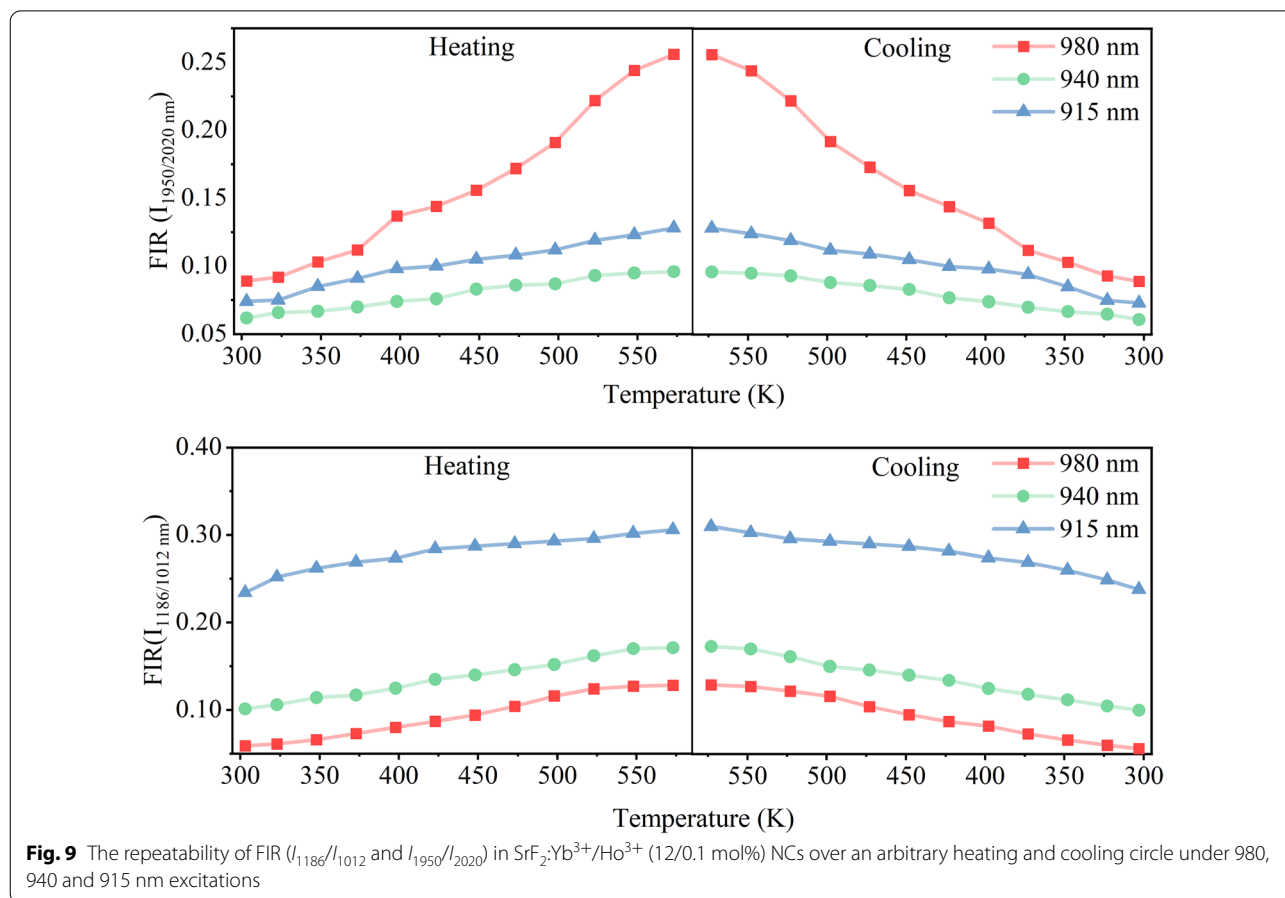 Heating
Cooling
980 nm
940 nm
915 nm
0.25
0.20
0.15
0.10
0.05
FIR (I1950/2020 nm)
300 350 400 450 500 550 550 500 450 400 350 300
Temperature (K)
Heating
Cooling
980 nm
940 nm
915 nm
0.40
0.30
0.20
0.10
FIR(I1186/1012 nm)
300 350 400 450 500 550 550 500 450 400 350 300
Temperature (K)
Fig. 9 The repeatability of FIR (I1186/I1012 and I1950/I2020) in SrF2:Yb3+/Ho3+ (12/0.1 mol%) NCs over an arbitrary heating and cooling circle under 980,
940 and 915 nm excitations